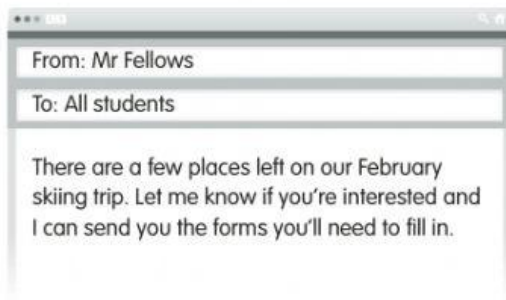 From: Mr Fellows
To: All students
There are a few places left on our February
skiing trip. Let me know if you're interested and
I can send you the forms you'll need to fill in.